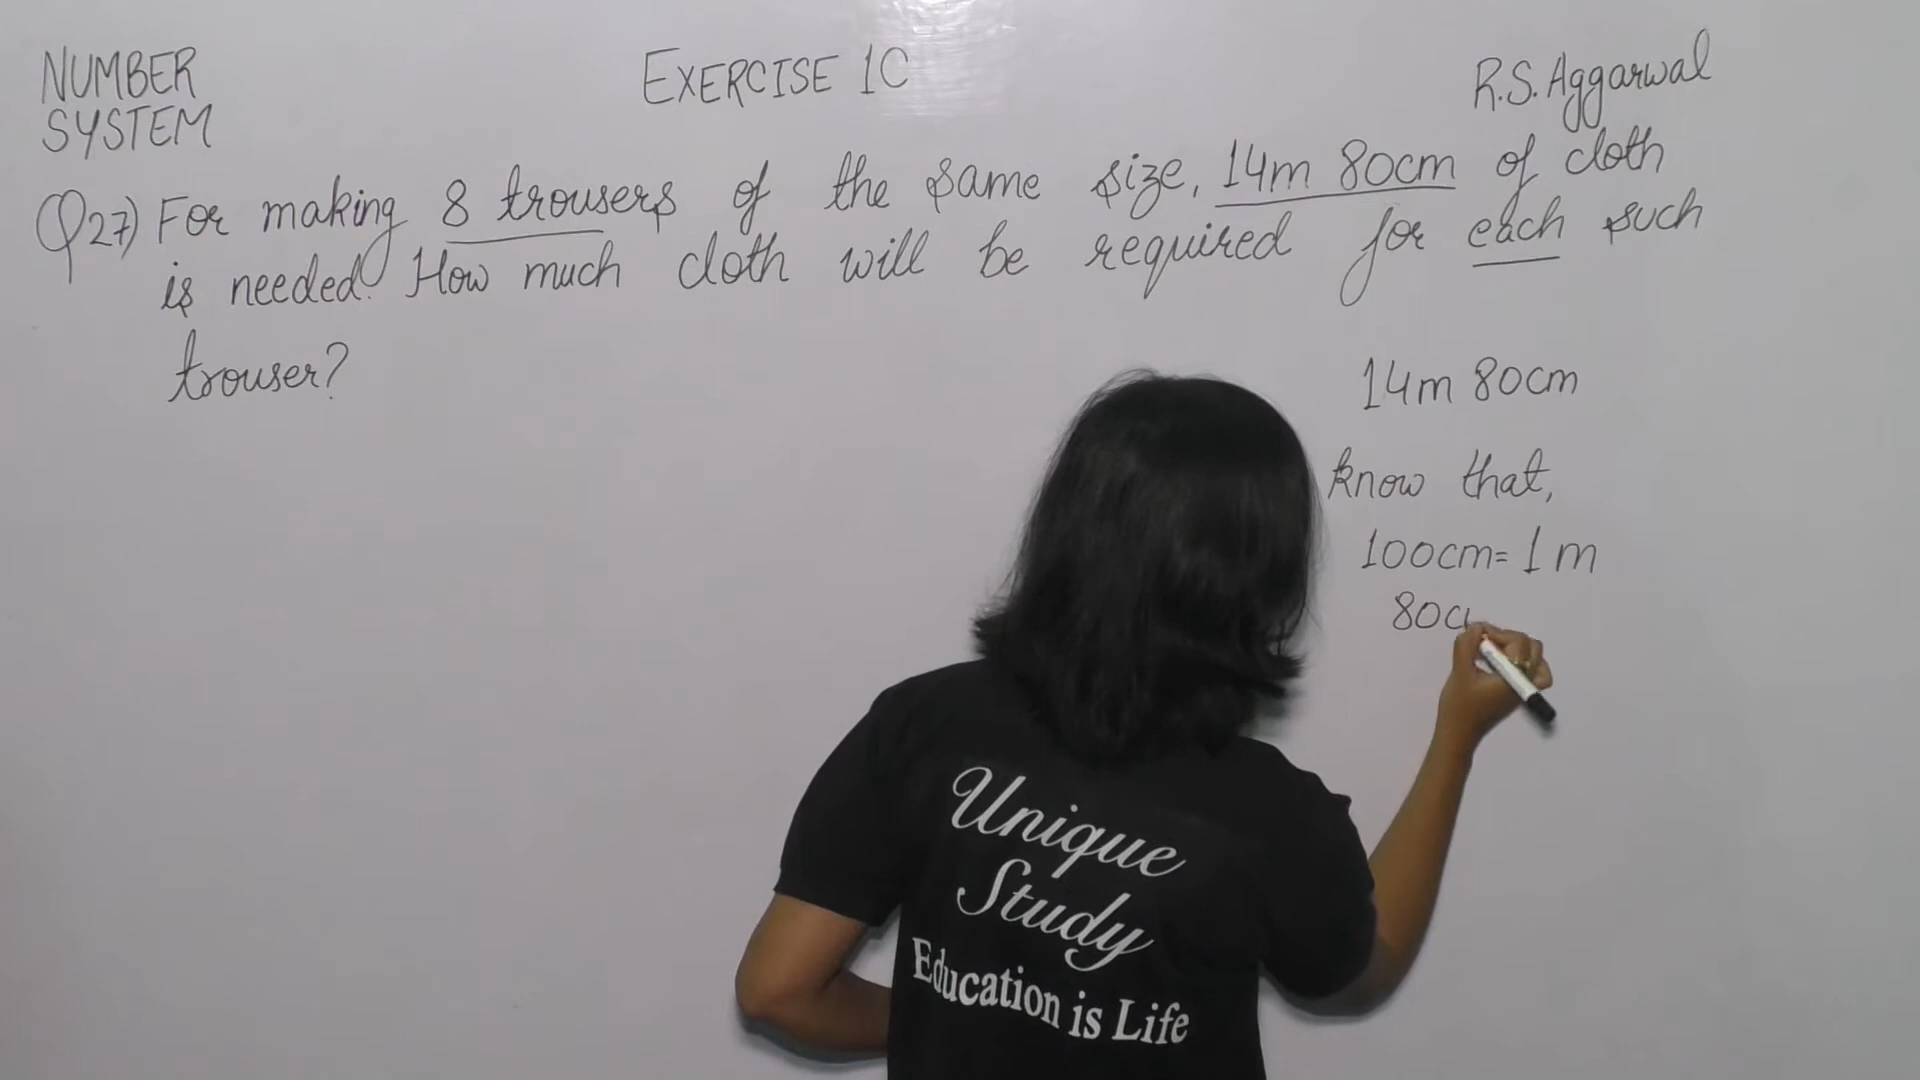 NUMBER
SYSTEM
EXERCISE 1C
R.S. Aggarwal
Q27) For making 8 trousers of the same size, 14m 80cm of cloth
is needed. How much cloth will be required for each such
trouser?
14m 80cm
know that,
100cm = 1m
80c
Unique
Study
Education is Life